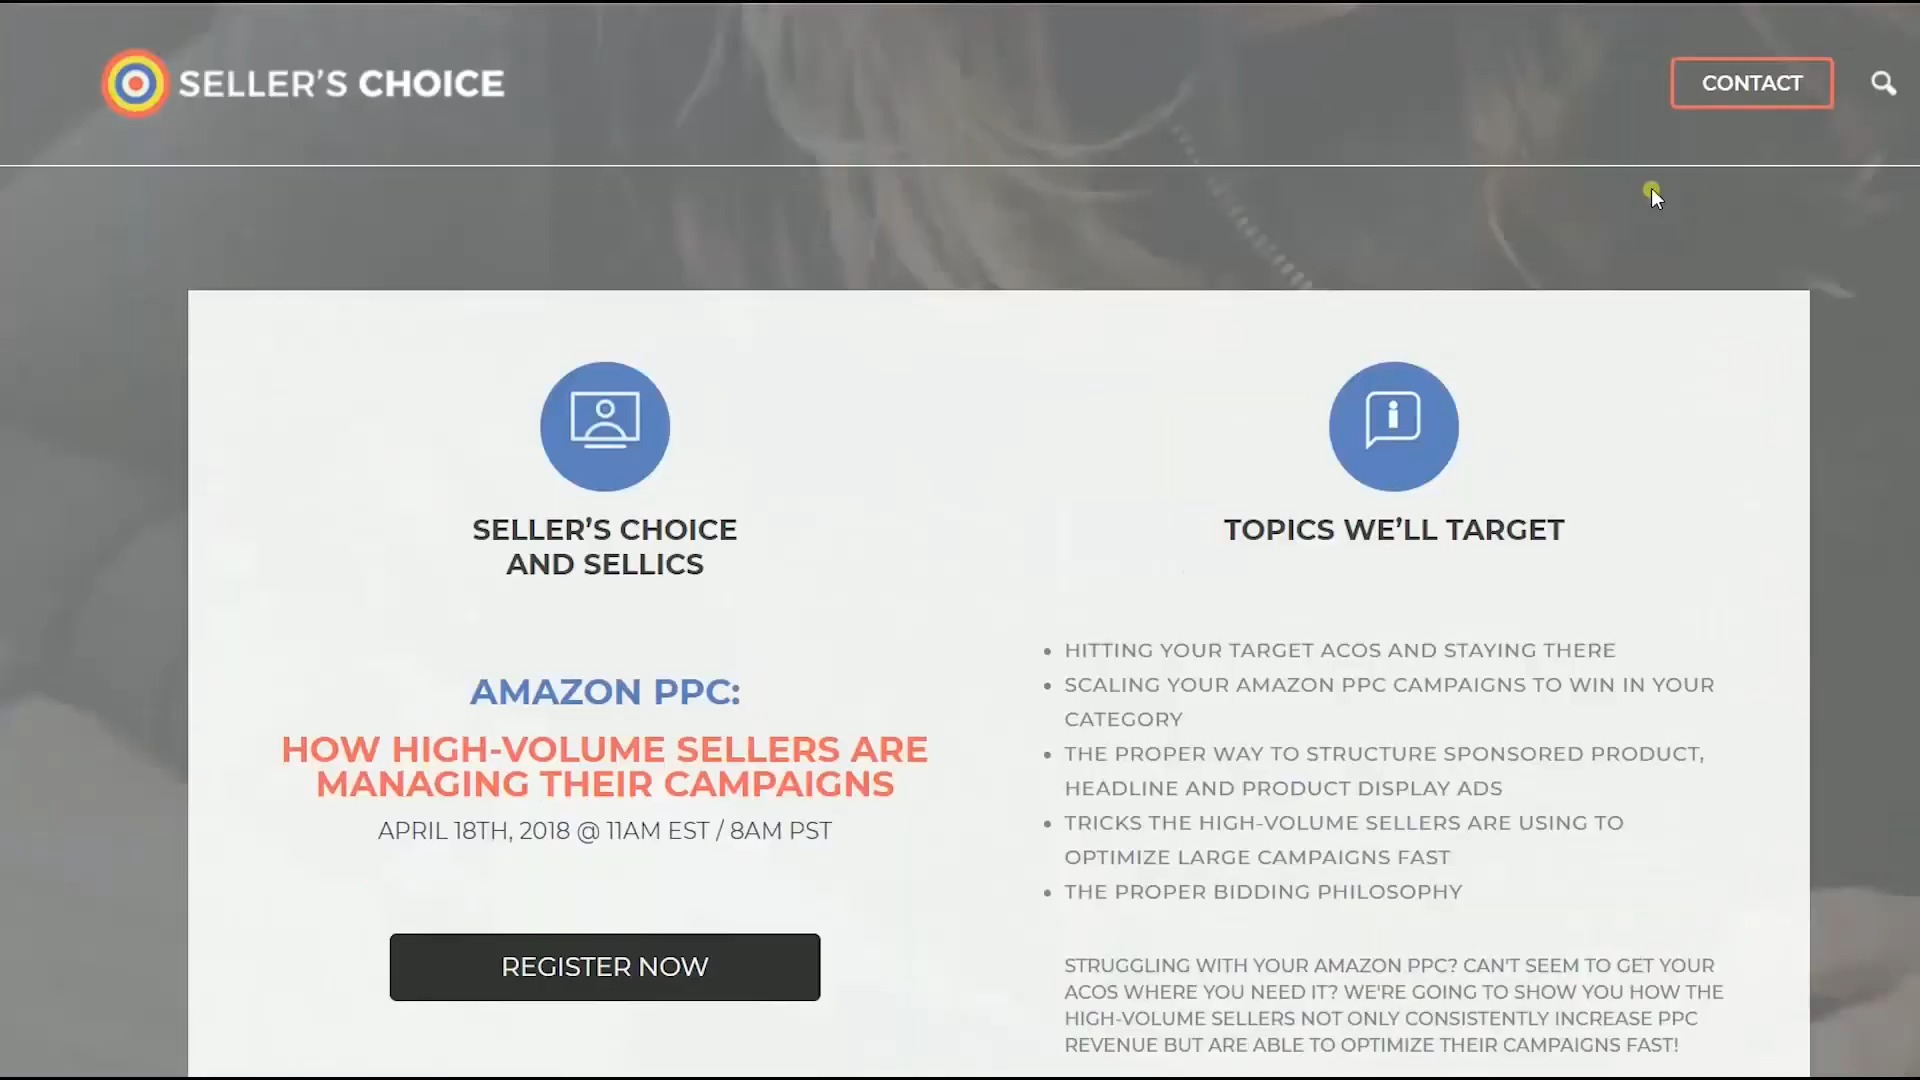 SELLER'S CHOICE
CONTACT
SELLER'S CHOICE
AND SELLICS
AMAZON PPC:
HOW HIGH-VOLUME SELLERS ARE
MANAGING THEIR CAMPAIGNS
APRIL 18TH, 2018 @ 11AM EST / 8AM PST
REGISTER NOW
TOPICS WE'LL TARGET
• HITTING YOUR TARGET ACOS AND STAYING THERE
• SCALING YOUR AMAZON PPC CAMPAIGNS TO WIN IN YOUR
CATEGORY
• THE PROPER WAY TO STRUCTURE SPONSORED PRODUCT,
HEADLINE AND PRODUCT DISPLAY ADS
• TRICKS THE HIGH-VOLUME SELLERS ARE USING TO
OPTIMIZE LARGE CAMPAIGNS FAST
• THE PROPER BIDDING PHILOSOPHY
STRUGGLING WITH YOUR AMAZON PPC? CAN'T SEEM TO GET YOUR
ACOS WHERE YOU NEED IT? WE'RE GOING TO SHOW YOU HOW THE
HIGH-VOLUME SELLERS NOT ONLY CONSISTENTLY INCREASE PPC
REVENUE BUT ARE ABLE TO OPTIMIZE THEIR CAMPAIGNS FAST!